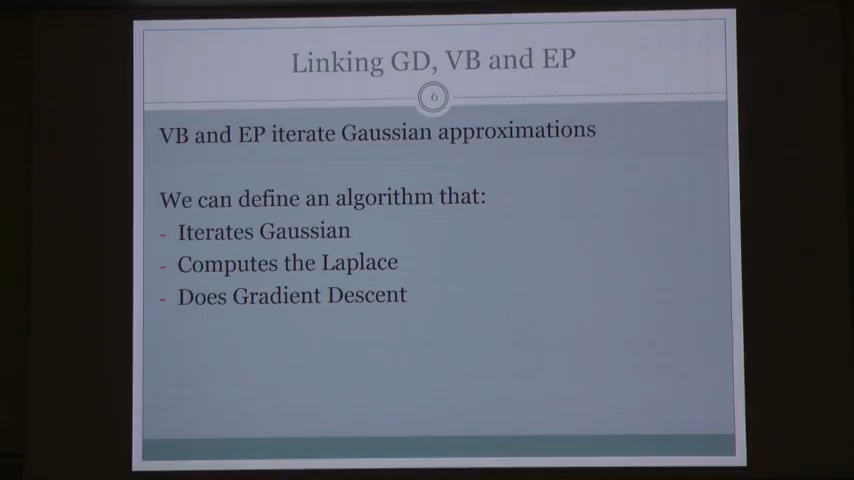 Linking GD, VB and EP
6
VB and EP iterate Gaussian approximations
We can define an algorithm that:
- Iterates Gaussian
- Computes the Laplace
- Does Gradient Descent